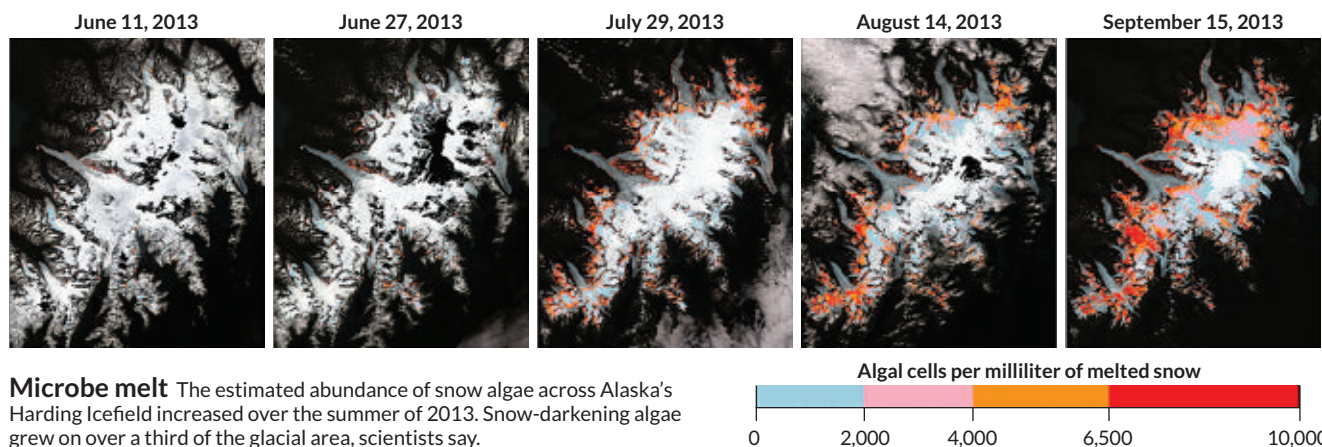 June 11, 2013
June 27, 2013
July 29, 2013
August 14, 2013
September 15, 2013
Microbe melt The estimated abundance of snow algae across Alaska's
Harding Icefield increased over the summer of 2013. Snow-darkening algae
grew on over a third of the glacial area, scientists say.
Algal cells per milliliter of melted snow
0 2,000 4,000 6,500 10,000